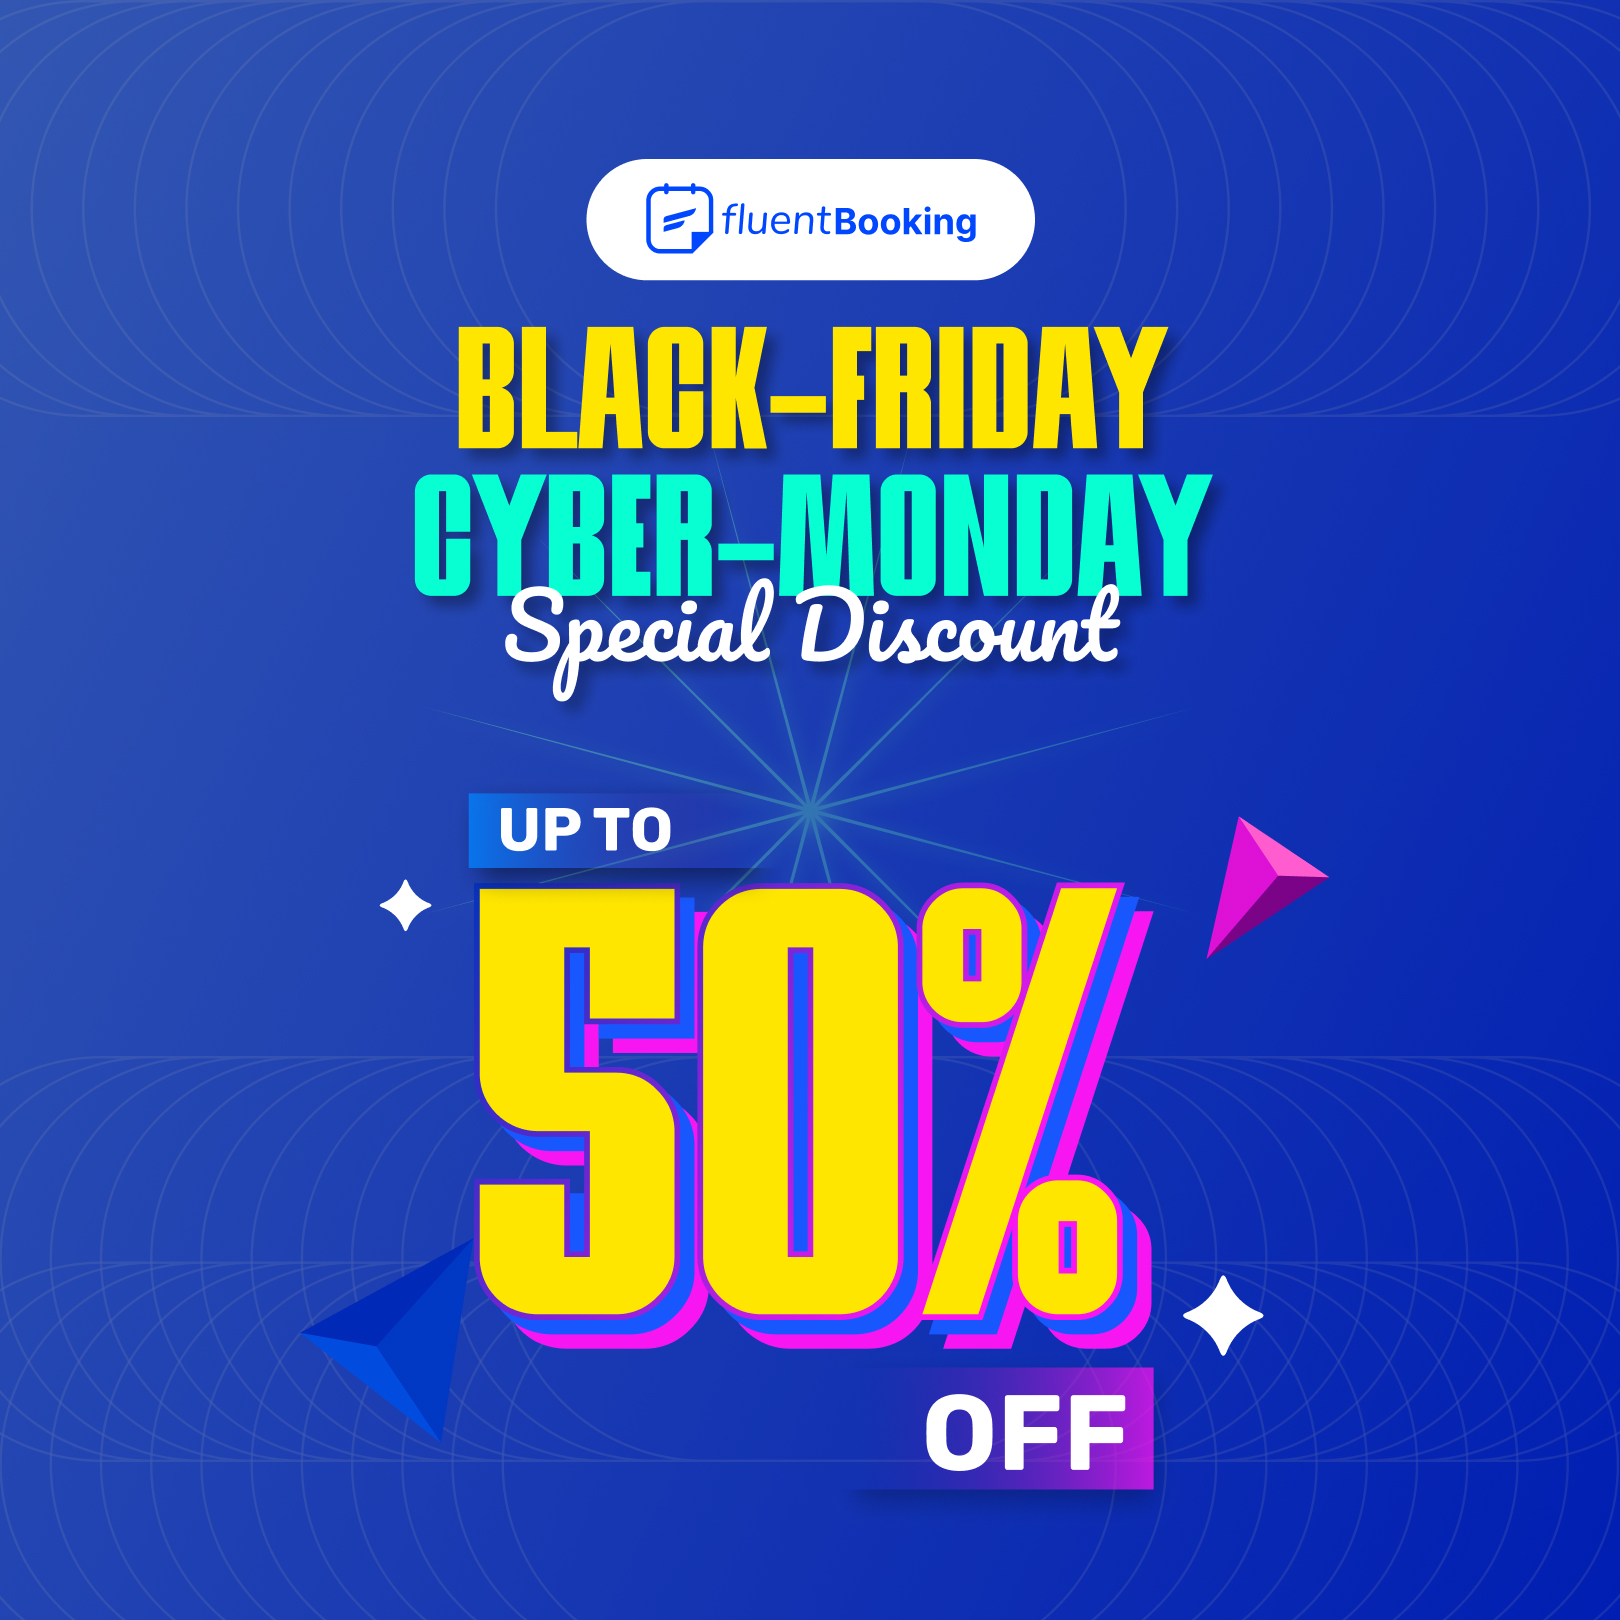 fluentBooking
BLACK-FRIDAY
CYBER-MONDAY
Special Discount
UP TO
50%
OFF